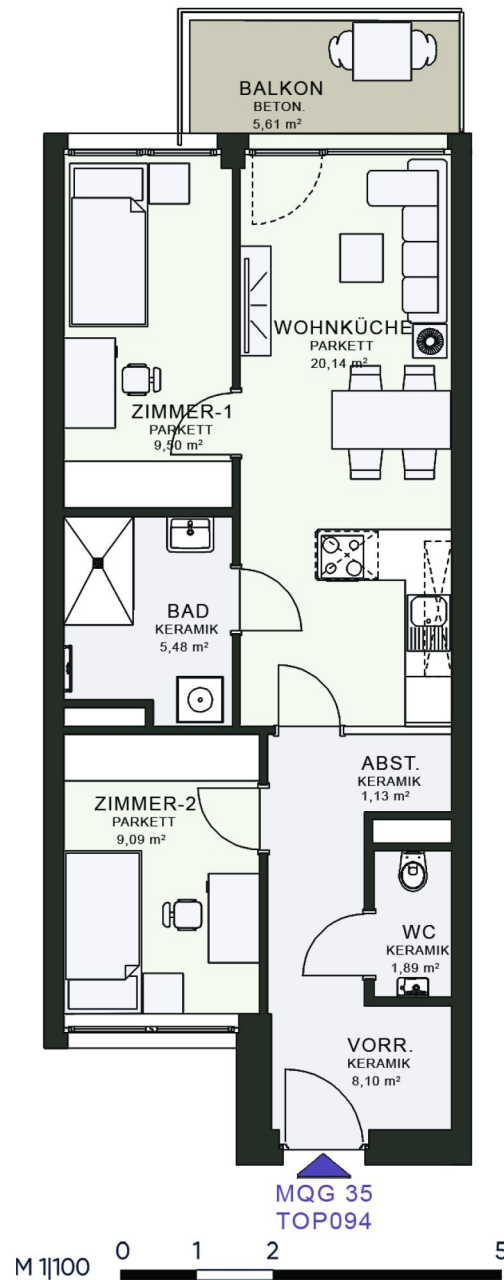 BALKON
BETON.
5,61 m²
WOHNKÜCHE
PARKETT
20,14 m²
ZIMMER-1
PARKETT
9,50 m²
BAD
KERAMIK
5,48 m²
ABST.
KERAMIK
1,13 m²
ZIMMER-2
PARKETT
9,09 m²
WC
KERAMIK
1,89 m²
VORR.
KERAMIK
8,10 m²
MQG 35
TOP094
M 1|100 0 1 2 5